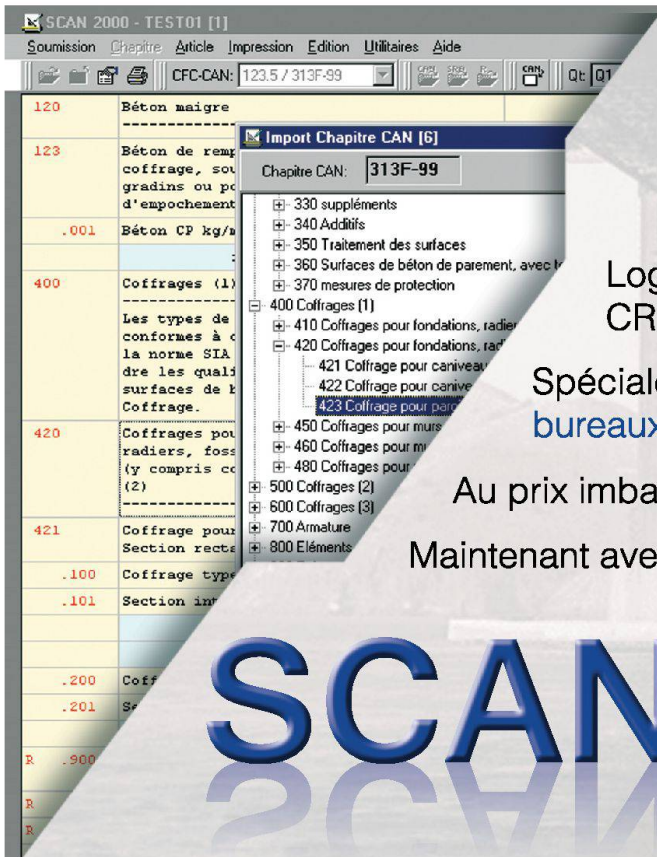 SCAN 2000 - TEST01 [1]
Soumission Chapitre Article Impression Edition Utilitaires Aide
CFC-CAN: 123.5 / 313F-99 CAN Qt: Q1
120 Béton maigre
123 Béton de remp
coffrage, sou
gradins ou po
d'empochement
.001 Béton CP kg/m
400 Coffrages (1)
Les types de
conformes à
la norme SIA
dre les quali
surfaces de b
Coffrage.
420 Coffrages pou
radiers, foss
(y compris co
(2)
421 Coffrage pour
Section recta
.100 Coffrage type
.101 Section int
.200 Coff
.201 Se
R .900
R
R
Import Chapitre CAN [6]
Chapitre CAN: 313F-99
330 suppléments
340 Additifs
350 Traitement des surfaces
360 Surfaces de béton de parement, avec
370 mesures de protection
400 Coffrages (1)
410 Coffrages pour fondations, radier
420 Coffrages pour fondations, rad
421 Coffrage pour caniveau
422 Coffrage pour canive
423 Coffrage pour paro
450 Coffrages pour murs
460 Coffrages pour mu
480 Coffrages pour
500 Coffrages (2)
600 Coffrages (3)
700 Armature
800 Eléments
Log
CR
Spéciale
bureaux
Au prix imba
Maintenant ave
SCAN